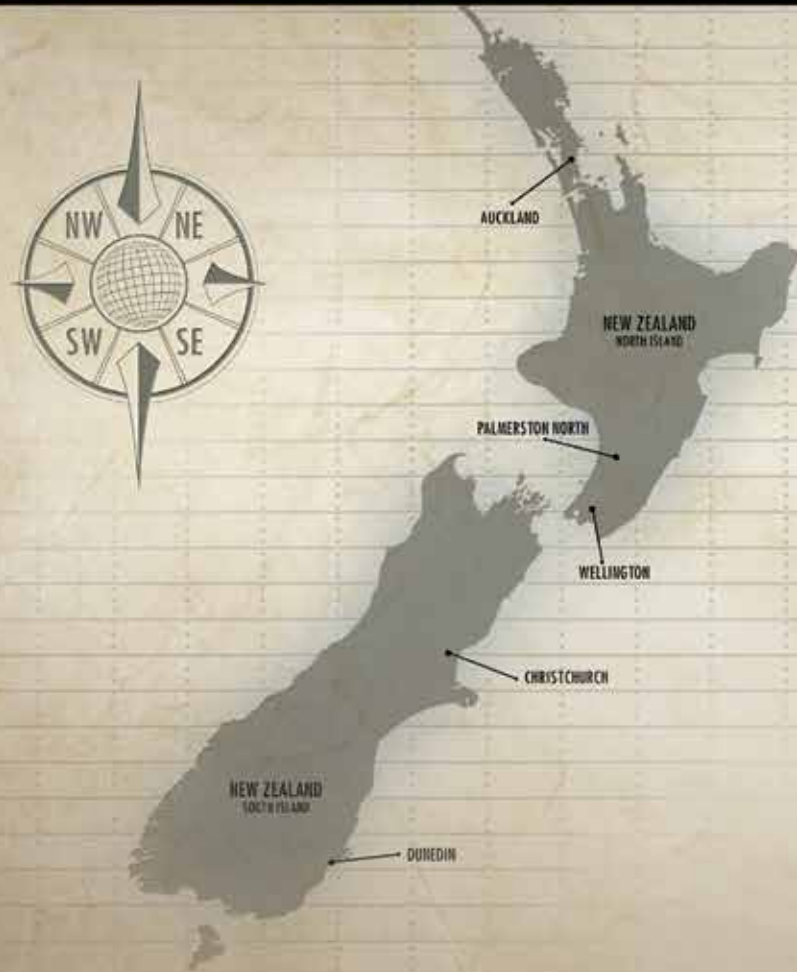 NW NE
SW SE
AUCKLAND
NEW ZEALAND
NORTH ISLAND
PALMERSTON NORTH
WELLINGTON
CHRISTCHURCH
NEW ZEALAND
SOUTH ISLAND
DUNEDIN